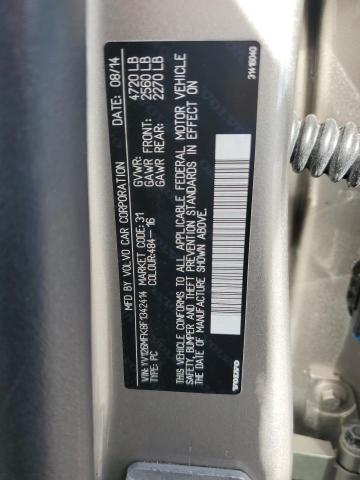 MFD BY VOLVO CAR CORPORATION DATE: 08/14
GVWR: 4720 LB
GAWR FRONT: 2560 LB
GAWR REAR: 2270 LB
VIN: YV126MFK8F1342414 MARKET CODE: 31
TYPE: PC COLOUR:484-16
THIS VEHICLE CONFORMS TO ALL APPLICABLE FEDERAL MOTOR VEHICLE
SAFETY, BUMPER AND THEFT PREVENTION STANDARDS IN EFFECT ON
THE DATE OF MANUFACTURE SHOWN ABOVE.
VOLVO